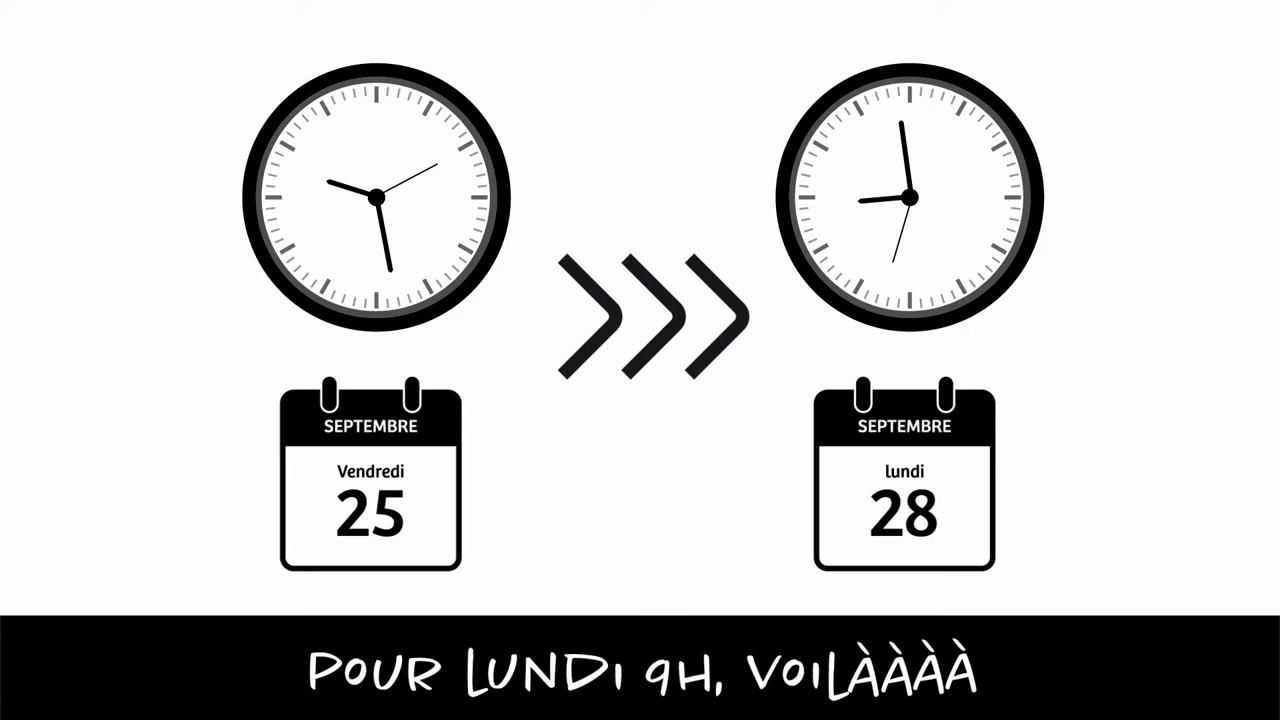 SEPTEMBRE
Vendredi
25
SEPTEMBRE
lundi
28
POUR LUNDI 9H, VOILÀÀÀÀ